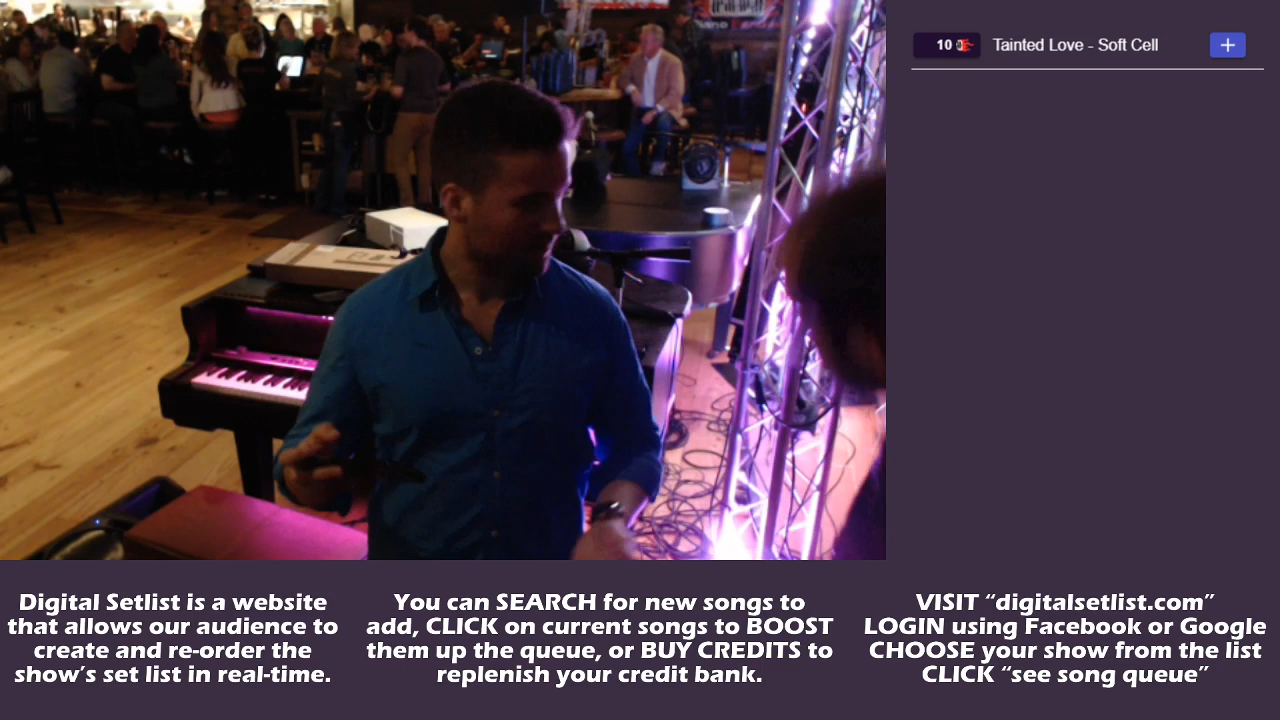 10 Tainted Love - Soft Cell +
Digital Setlist is a website
that allows our audience to
create and re-order the
show's set list in real-time.
You can SEARCH for new songs to
add, CLICK on current songs to BOOST
them up the queue, or BUY CREDITS to
replenish your credit bank.
VISIT “digitalsetlist.com”
LOGIN using Facebook or Google
CHOOSE your show from the list
CLICK “see song queue”